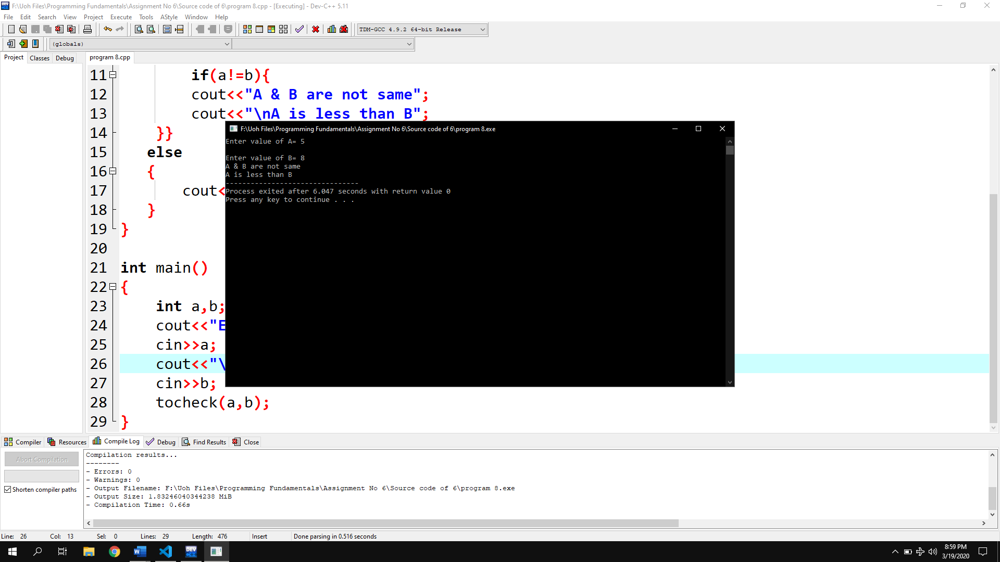 F:\Uoh Files\Programming Fundamentals\Assignment No 6\Source code of 6\program 8.cpp - [Executing] - Dev-C++ 5.11
File Edit Search View Project Execute Tools AStyle Window Help
TDM-GCC 4.9.2 64-bit Release
(globals)
Project Classes Debug
program 8.cpp
11 if(a!=b){
12 cout<<"A & B are not same";
13 cout<<"\nA is less than B";
14 }}
15 else
16 {
17 cout<
18 }
19 }
20
21 int main()
22 {
23 int a,b;
24 cout<<"E
25 cin>>a;
26 cout<<"\
27 cin>>b;
28 tocheck(a,b);
29 }
F:\Uoh Files\Programming Fundamentals\Assignment No 6\Source code of 6\program 8.exe
Enter value of A= 5
Enter value of B= 8
A & B are not same
A is less than B
--------------------------------
Process exited after 6.047 seconds with return value 0
Press any key to continue . . .
Compiler Resources Compile Log Debug Find Results Close
Abort Compilation
Shorten compiler paths
Compilation results...
--------
- Errors: 0
- Warnings: 0
- Output Filename: F:\Uoh Files\Programming Fundamentals\Assignment No 6\Source code of 6\program 8.exe
- Output Size: 1.83246040344238 MiB
- Compilation Time: 0.66s
Line: 26 Col: 13 Sel: 0 Lines: 29 Length: 476 Insert Done parsing in 0.516 seconds
8:59 PM
3/19/2020